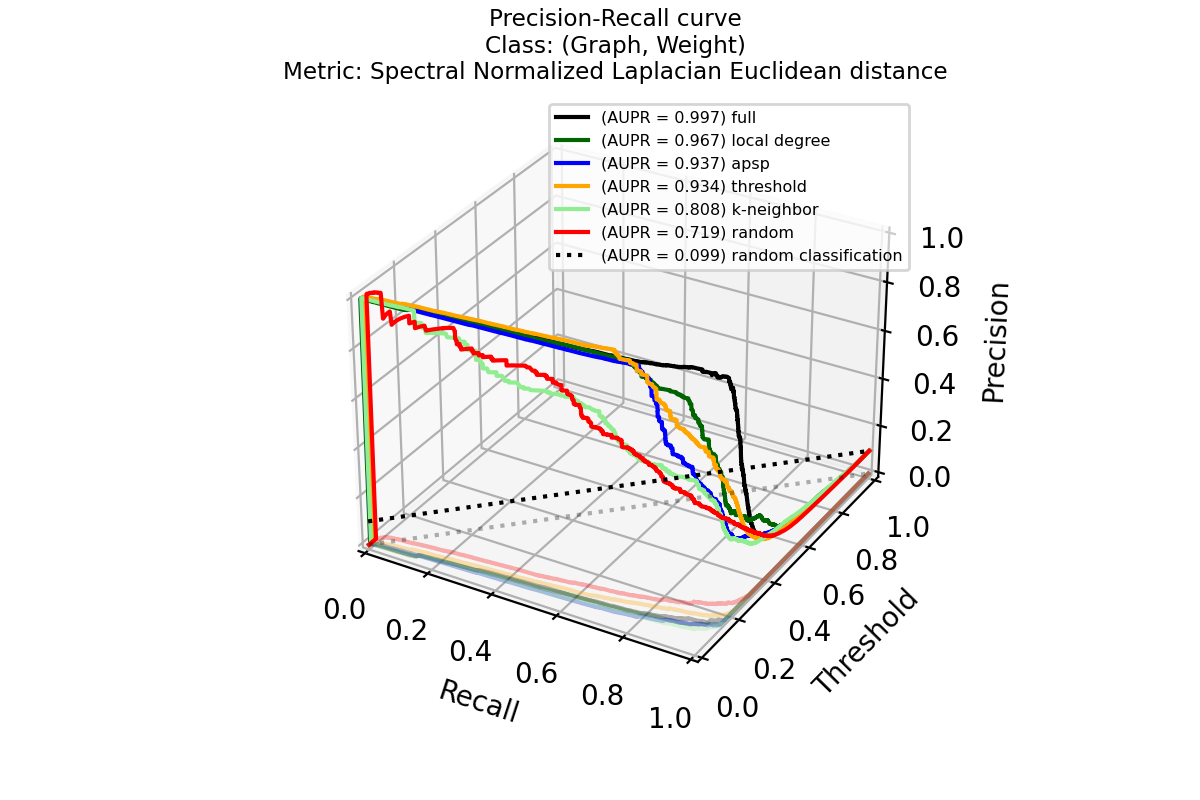 Precision-Recall curve
Class: (Graph, Weight)
Metric: Spectral Normalized Laplacian Euclidean distance
(AUPR = 0.997) full
(AUPR = 0.967) local degree
(AUPR = 0.937) apsp
(AUPR = 0.934) threshold
(AUPR = 0.808) k-neighbor
(AUPR = 0.719) random
(AUPR = 0.099) random classification
1.0
0.8
0.6
0.4
0.2
0.0
Precision
1.0
0.8
0.6
0.4
0.2
0.0
Threshold
0.0
0.2
0.4
0.6
0.8
1.0
Recall